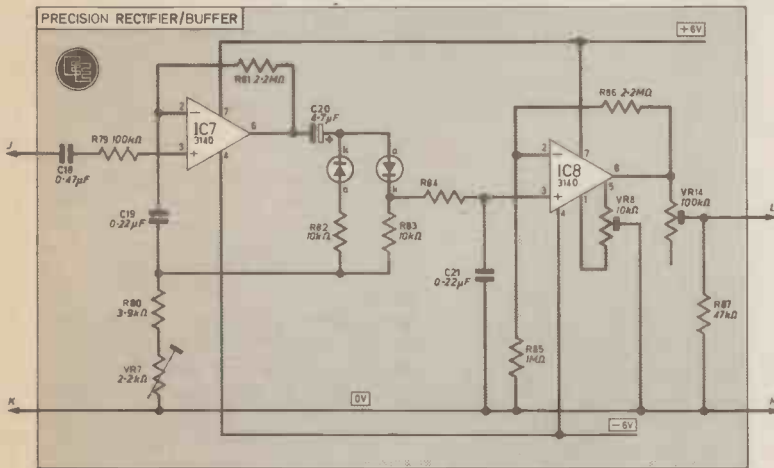 PRECISION RECTIFIER/BUFFER
+6V
R81 2·2MΩ
C20
4·7µF
+
R86 2·2MΩ
2
7
IC7
3140
6
3
4
J
R79 100kΩ
C18
0·47µF
k
a
a
k
R84
2
7
IC8
3140
6
3
5
1
4
VR8
10kΩ
VR14
100kΩ
L
C19
0·22µF
R82
10kΩ
R83
10kΩ
C21
0·22µF
R80
3·9kΩ
VR7
2·2kΩ
R85
1MΩ
R87
47kΩ
K
0V
-6V